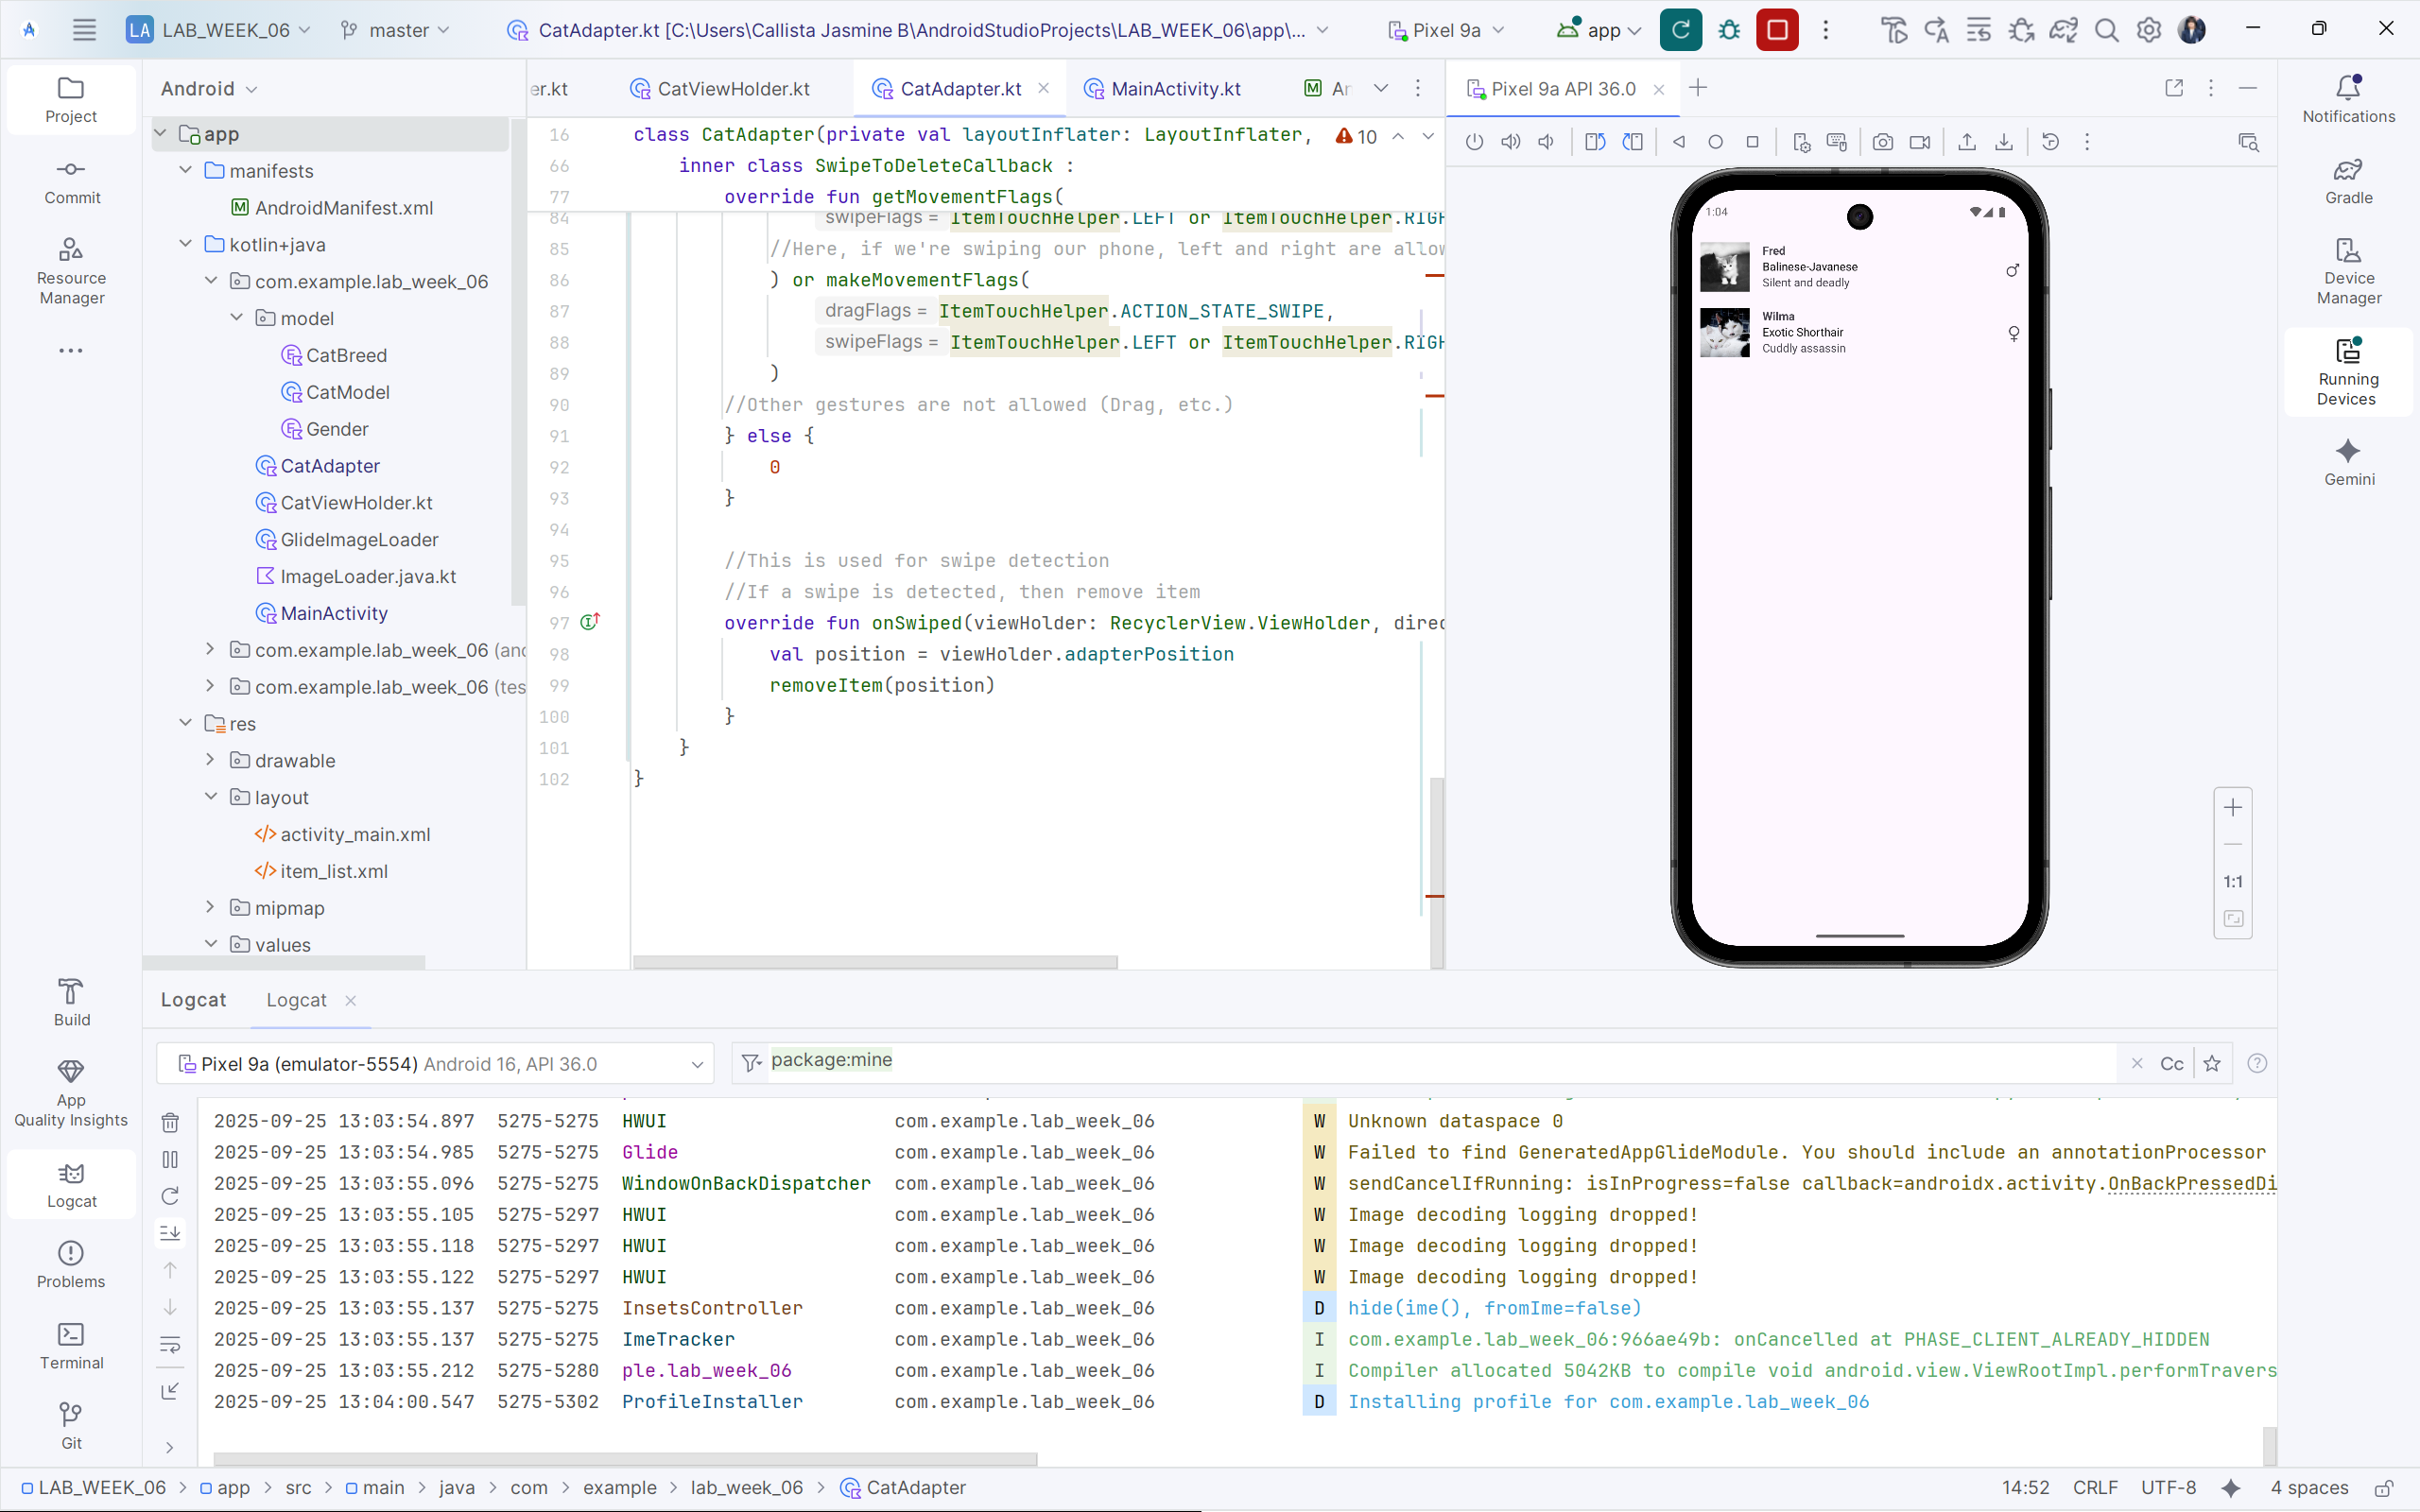 LA LAB_WEEK_06 master CatAdapter.kt [C:\Users\Callista Jasmine B\AndroidStudioProjects\LAB_WEEK_06\app\... Pixel 9a app
Project
Commit
Resource
Manager
Build
App
Quality Insights
Logcat
Problems
Terminal
Git
Android
app
manifests
AndroidManifest.xml
kotlin+java
com.example.lab_week_06
model
CatBreed
CatModel
Gender
CatAdapter
CatViewHolder.kt
GlideImageLoader
ImageLoader.java.kt
MainActivity
com.example.lab_week_06 (and
com.example.lab_week_06 (tes
res
drawable
layout
activity_main.xml
item_list.xml
mipmap
values
er.kt CatViewHolder.kt CatAdapter.kt MainActivity.kt Ar
16 class CatAdapter(private val layoutInflater: LayoutInflater, 10
66 inner class SwipeToDeleteCallback :
77 override fun getMovementFlags(
84 swipeFlags = ItemTouchHelper.LEFT or ItemTouchHelper.RIGH
85 //Here, if we're swiping our phone, left and right are allow
86 ) or makeMovementFlags(
87 dragFlags = ItemTouchHelper.ACTION_STATE_SWIPE,
88 swipeFlags = ItemTouchHelper.LEFT or ItemTouchHelper.RIGH
89 )
90 //Other gestures are not allowed (Drag, etc.)
91 } else {
92 0
93 }
94
95 //This is used for swipe detection
96 //If a swipe is detected, then remove item
97 override fun onSwiped(viewHolder: RecyclerView.ViewHolder, direc
98 val position = viewHolder.adapterPosition
99 removeItem(position)
100 }
101 }
102 }
Pixel 9a API 36.0
1:04
Fred
Balinese-Javanese
Silent and deadly
Wilma
Exotic Shorthair
Cuddly assassin
1:1
Notifications
Gradle
Device
Manager
Running
Devices
Gemini
Logcat Logcat
Pixel 9a (emulator-5554) Android 16, API 36.0 package:mine Cc
2025-09-25 13:03:54.897 5275-5275 HWUI com.example.lab_week_06 W Unknown dataspace 0
2025-09-25 13:03:54.985 5275-5275 Glide com.example.lab_week_06 W Failed to find GeneratedAppGlideModule. You should include an annotationProcessor
2025-09-25 13:03:55.096 5275-5275 WindowOnBackDispatcher com.example.lab_week_06 W sendCancelIfRunning: isInProgress=false callback=androidx.activity.OnBackPressedDi
2025-09-25 13:03:55.105 5275-5297 HWUI com.example.lab_week_06 W Image decoding logging dropped!
2025-09-25 13:03:55.118 5275-5297 HWUI com.example.lab_week_06 W Image decoding logging dropped!
2025-09-25 13:03:55.122 5275-5297 HWUI com.example.lab_week_06 W Image decoding logging dropped!
2025-09-25 13:03:55.137 5275-5275 InsetsController com.example.lab_week_06 D hide(ime(), fromIme=false)
2025-09-25 13:03:55.137 5275-5275 ImeTracker com.example.lab_week_06 I com.example.lab_week_06:966ae49b: onCancelled at PHASE_CLIENT_ALREADY_HIDDEN
2025-09-25 13:03:55.212 5275-5280 ple.lab_week_06 com.example.lab_week_06 I Compiler allocated 5042KB to compile void android.view.ViewRootImpl.performTravers
2025-09-25 13:04:00.547 5275-5302 ProfileInstaller com.example.lab_week_06 D Installing profile for com.example.lab_week_06
LAB_WEEK_06 > app > src > main > java > com > example > lab_week_06 > CatAdapter 14:52 CRLF UTF-8 4 spaces